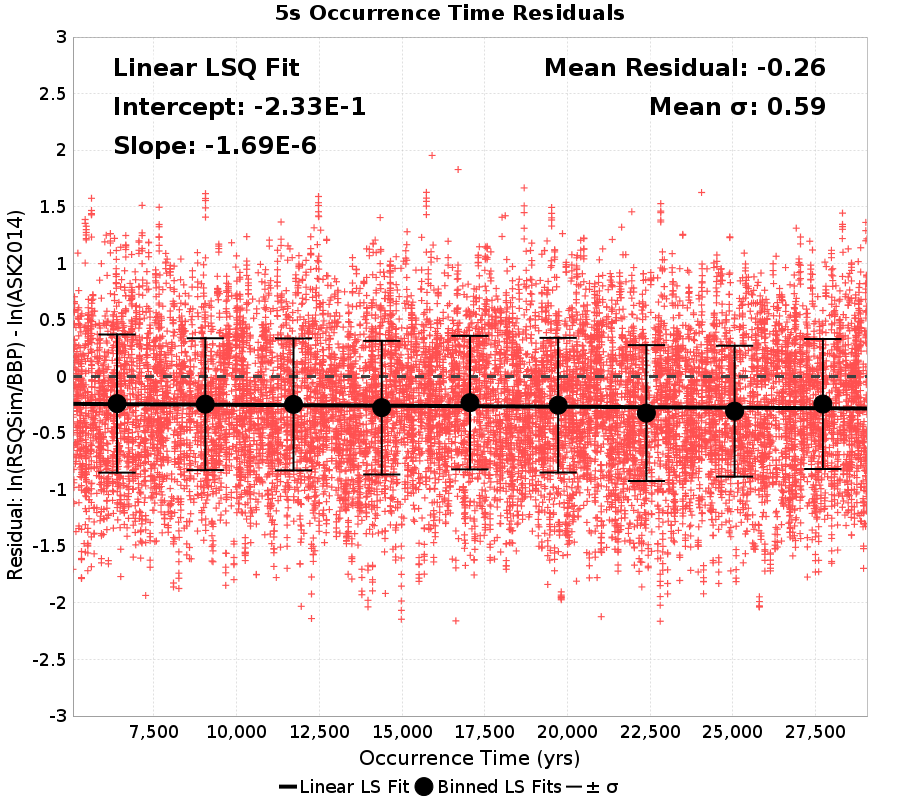 5s Occurrence Time Residuals
Linear LSQ Fit
Intercept: -2.33E-1
Slope: -1.69E-6
Mean Residual: -0.26
Mean σ: 0.59
Residual: ln(RSQSim/BBP) - ln(ASK2014)
3
2.5
2
1.5
1
0.5
0
-0.5
-1
-1.5
-2
-2.5
-3
7,500 10,000 12,500 15,000 17,500 20,000 22,500 25,000 27,500
Occurrence Time (yrs)
Linear LS Fit Binned LS Fits ± σ